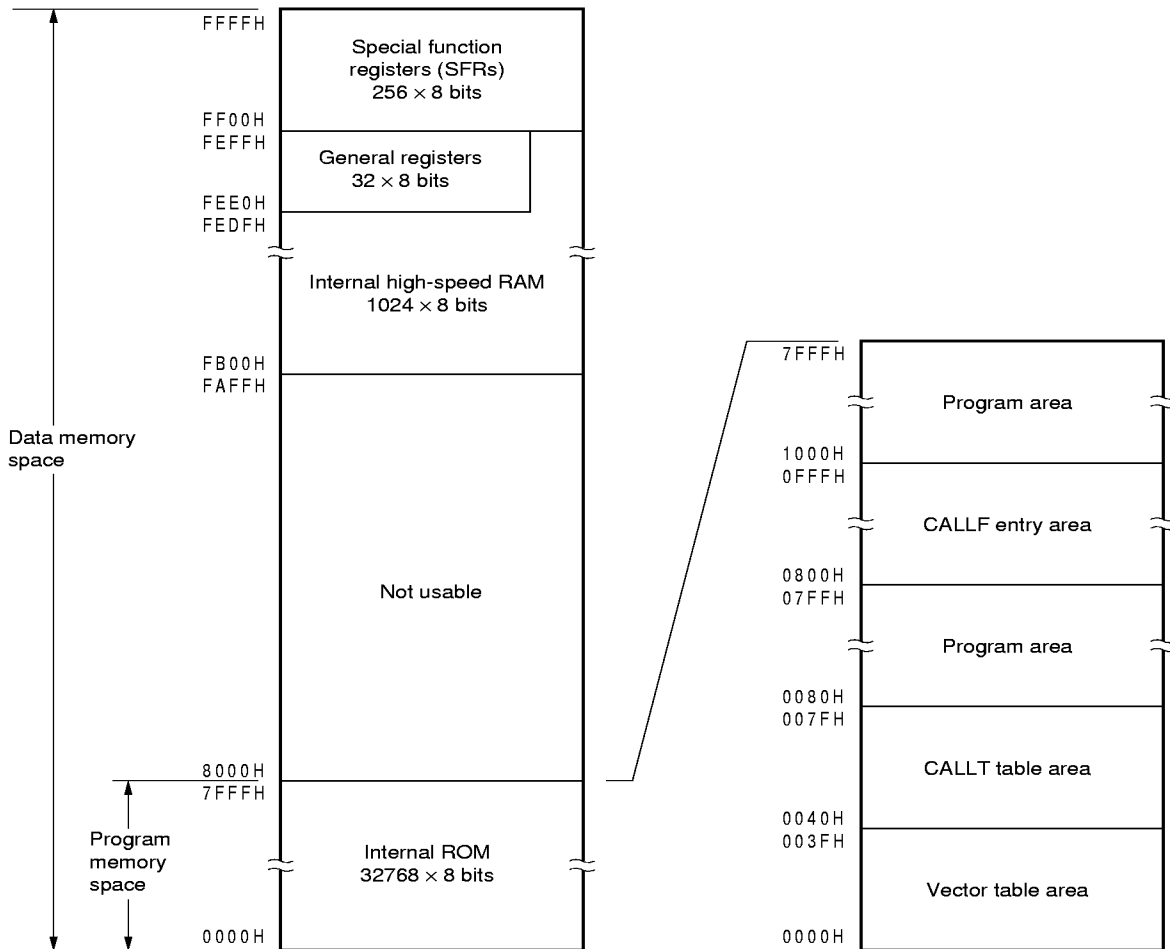 FFFFH
Special function
registers (SFRs)
256 × 8 bits
FF00H
FEFFH
General registers
32 × 8 bits
FEE0H
FEDFH
Internal high-speed RAM
1024 × 8 bits
FB00H
FAFFH
Data memory
space
Not usable
8000H
7FFFH
Program
memory
space
Internal ROM
32768 × 8 bits
0000H
7FFFH
Program area
1000H
0FFFH
CALLF entry area
0800H
07FFH
Program area
0080H
007FH
CALLT table area
0040H
003FH
Vector table area
0000H